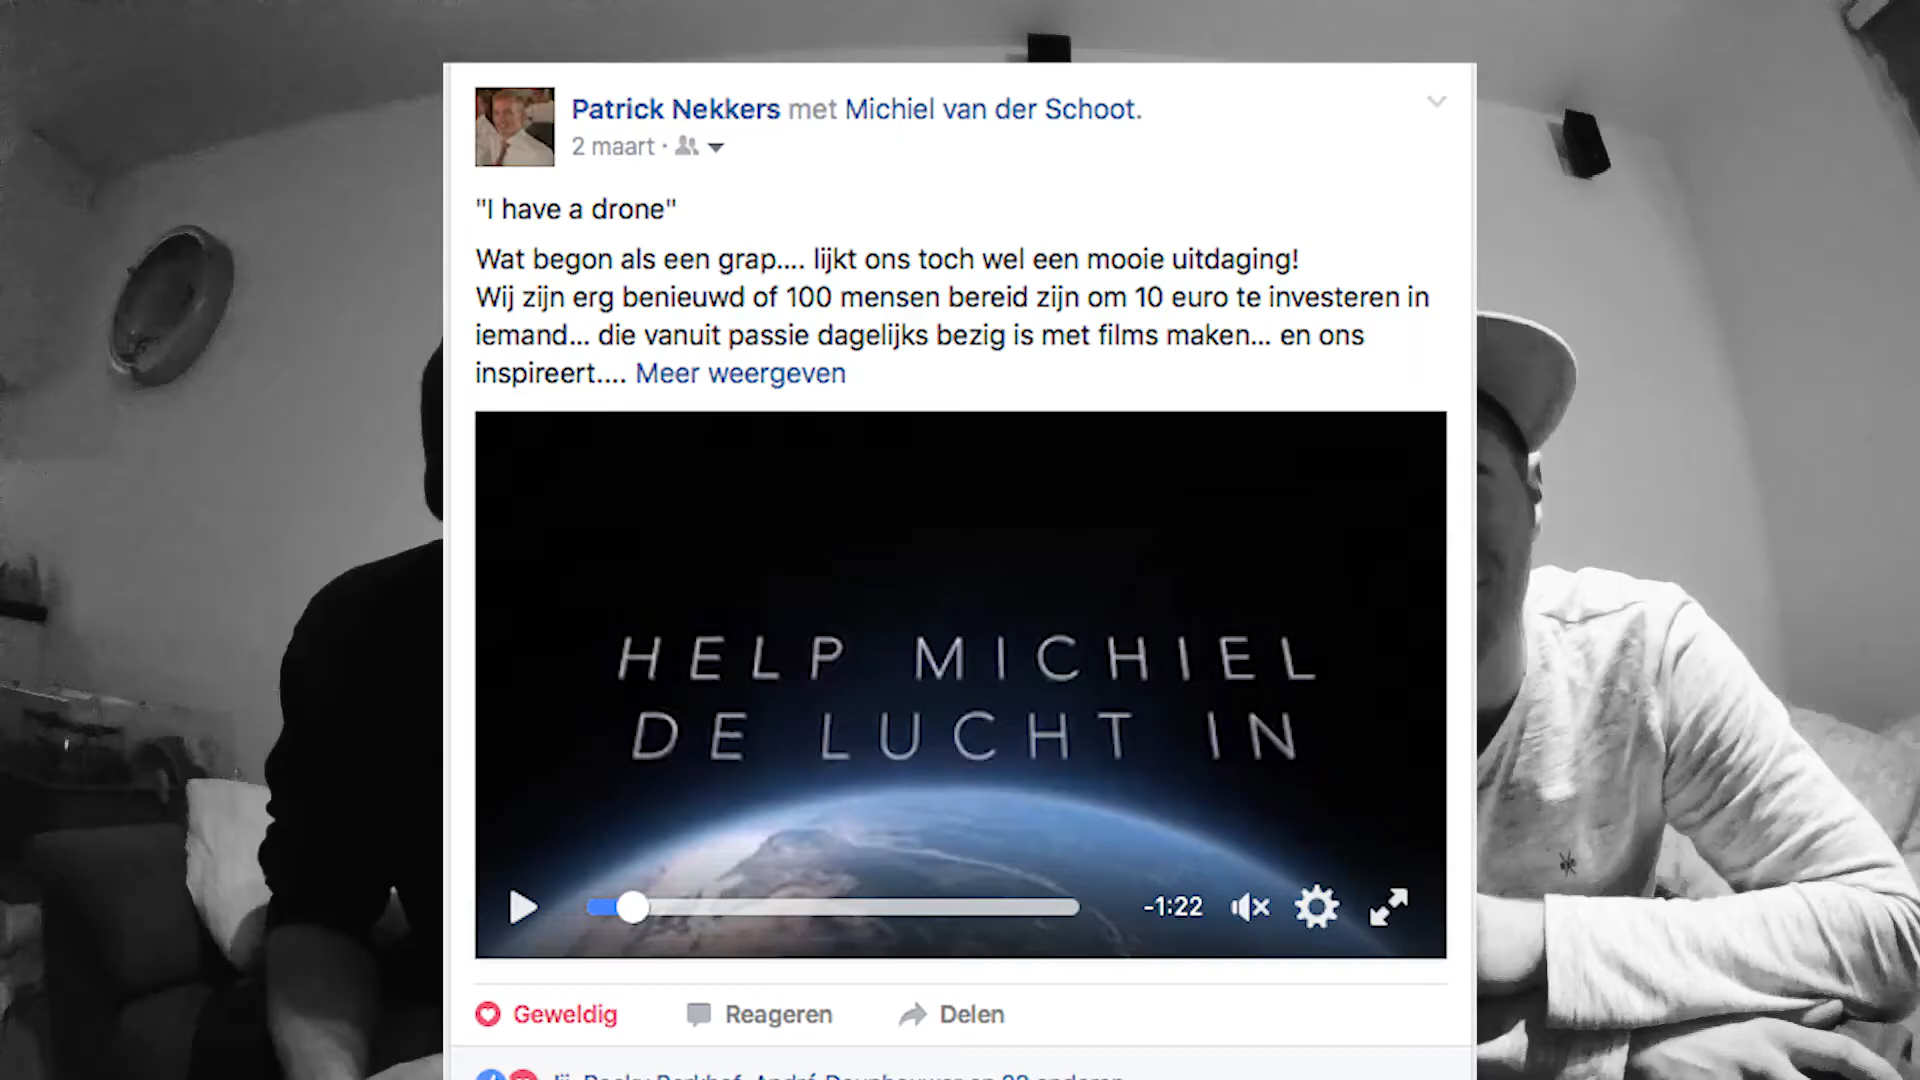 Patrick Nekkers met Michiel van der Schoot.
2 maart ·
"I have a drone"
Wat begon als een grap.... lijkt ons toch wel een mooie uitdaging!
Wij zijn erg benieuwd of 100 mensen bereid zijn om 10 euro te investeren in
iemand... die vanuit passie dagelijks bezig is met films maken... en ons
inspireert.... Meer weergeven
HELP MICHIEL
DE LUCHT IN
-1:22
Geweldig Reageren Delen